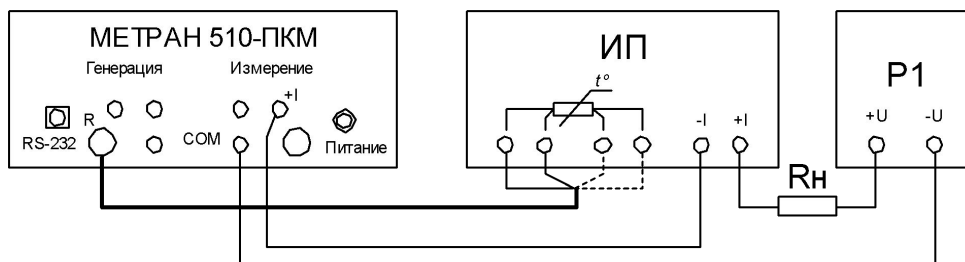 МЕТРАН 510-ПКМ
Генерация
Измерение
+I
R
RS-232
COM
Питание
ИП
t°
-I
+I
Rн
P1
+U
-U